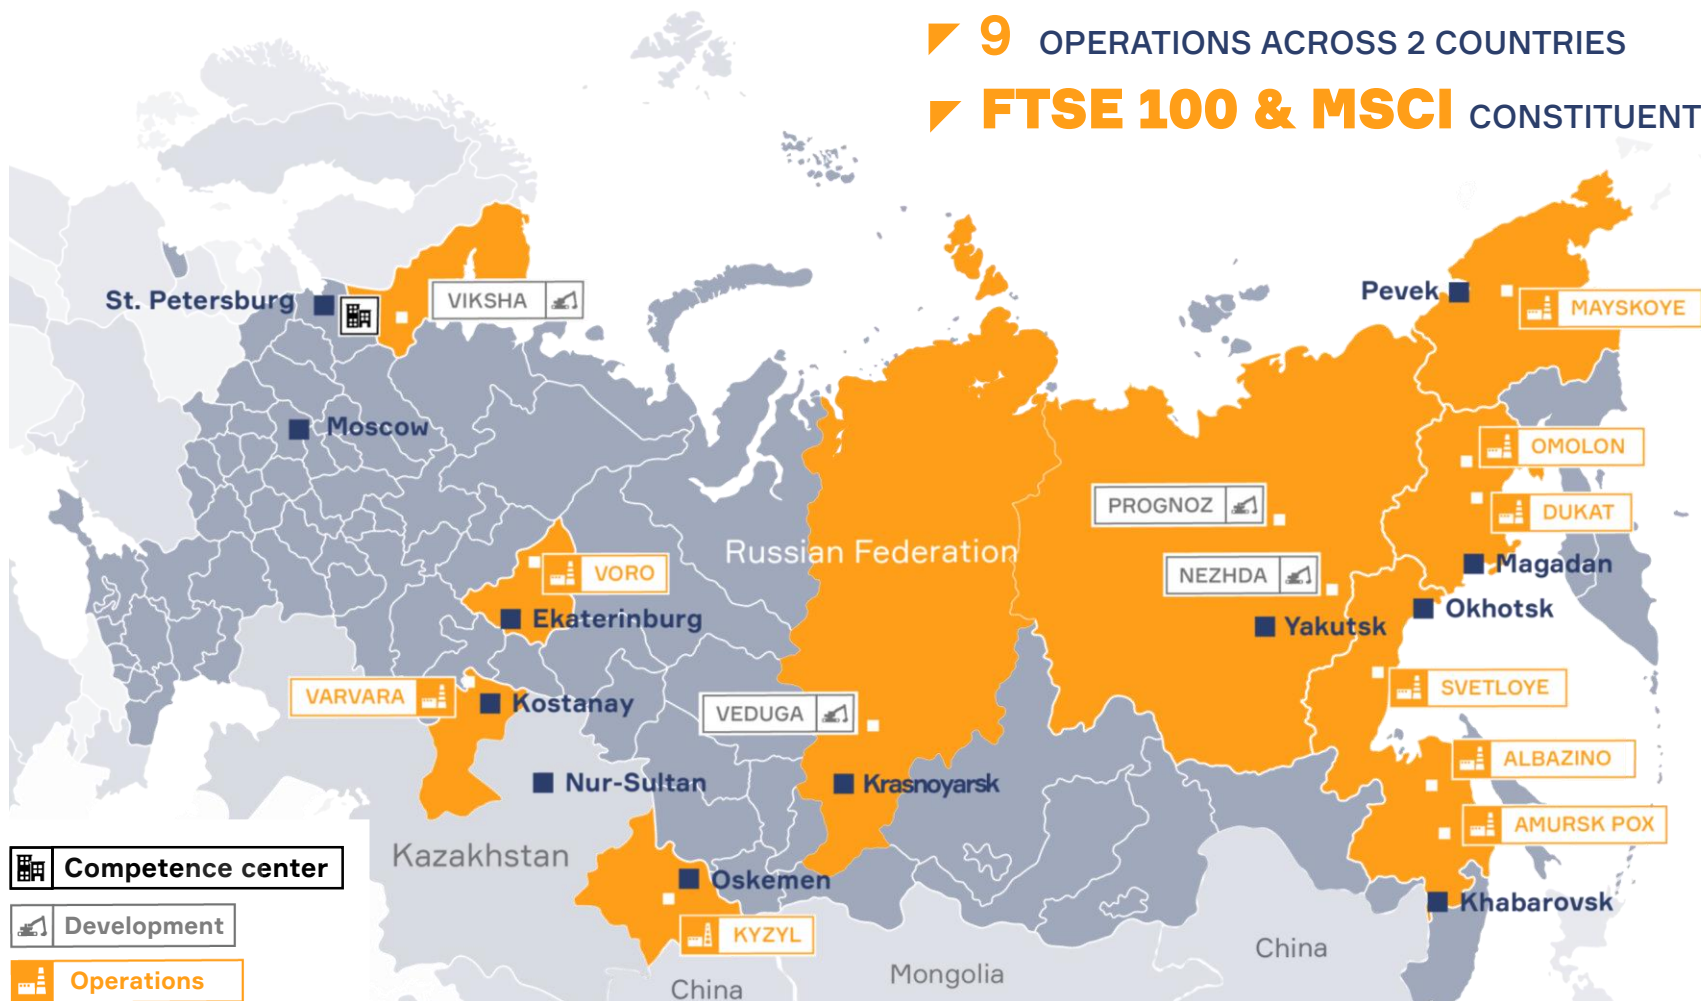 9 OPERATIONS ACROSS 2 COUNTRIES
FTSE 100 & MSCI CONSTITUENT
St. Petersburg
VIKSHA
Pevek
MAYSKOYE
Moscow
OMOLON
PROGNOZ
DUKAT
Russian Federation
VORO
NEZHDA
Magadan
Ekaterinburg
Okhotsk
Yakutsk
VARVARA
Kostanay
VEDUGA
SVETLOYE
Nur-Sultan
Krasnoyarsk
ALBAZINO
AMURSK POX
Kazakhstan
Oskemen
Khabarovsk
KYZYL
China
Mongolia
China
Competence center
Development
Operations